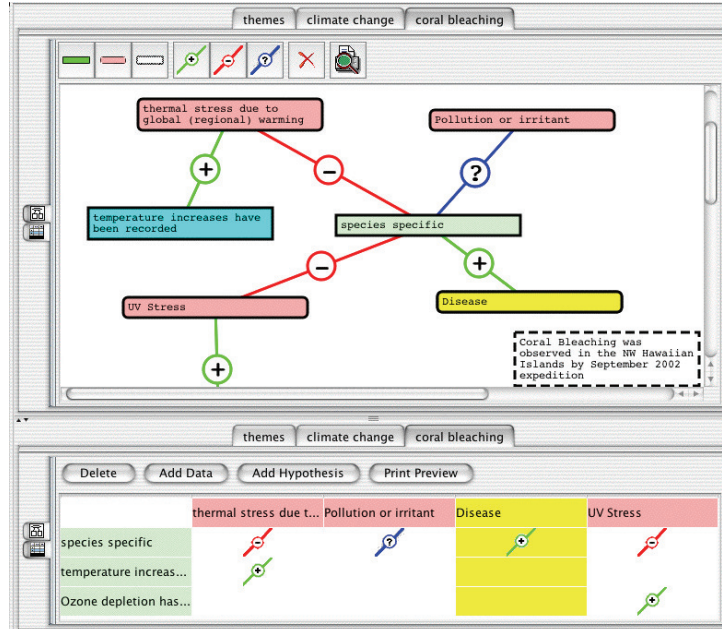 themes climate change coral bleaching
thermal stress due to
global (regional) warming
Pollution or irritant
+
−
?
temperature increases have
been recorded
species specific
−
+
UV Stress
Disease
Coral Bleaching was
observed in the NW Hawaiian
Islands by September 2002
expedition
+
themes climate change coral bleaching
Delete Add Data Add Hypothesis Print Preview
thermal stress due t... Pollution or irritant Disease UV Stress
species specific − ? + −
temperature increas... +
Ozone depletion has... +